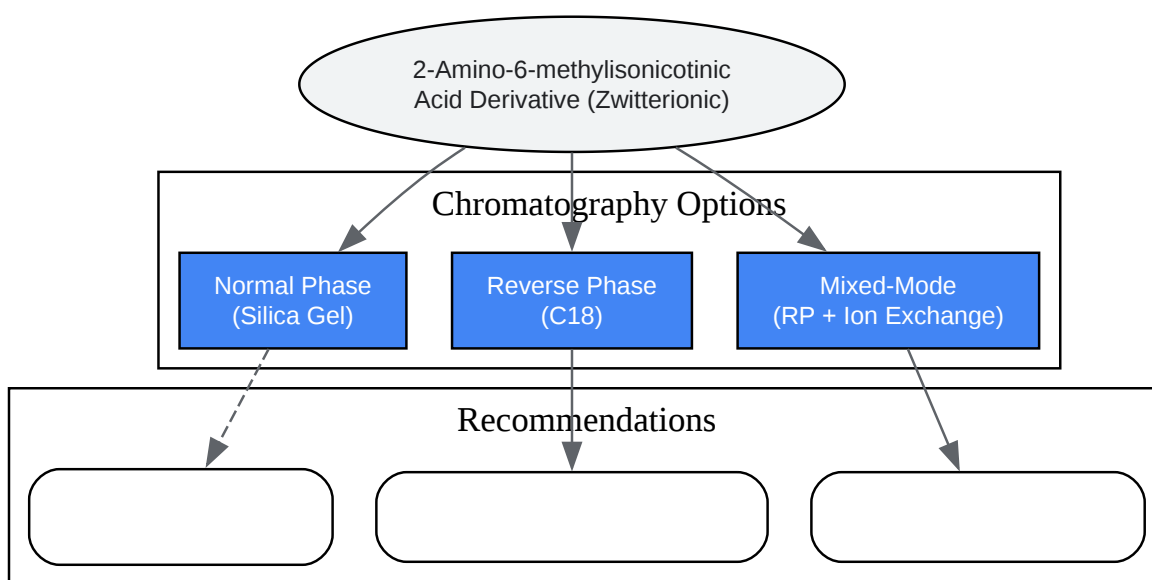 2-Amino-6-methylisonicotinic
Acid Derivative (Zwitterionic)
Chromatography Options
Normal Phase
(Silica Gel)
Reverse Phase
(C18)
Mixed-Mode
(RP + Ion Exchange)
Recommendations